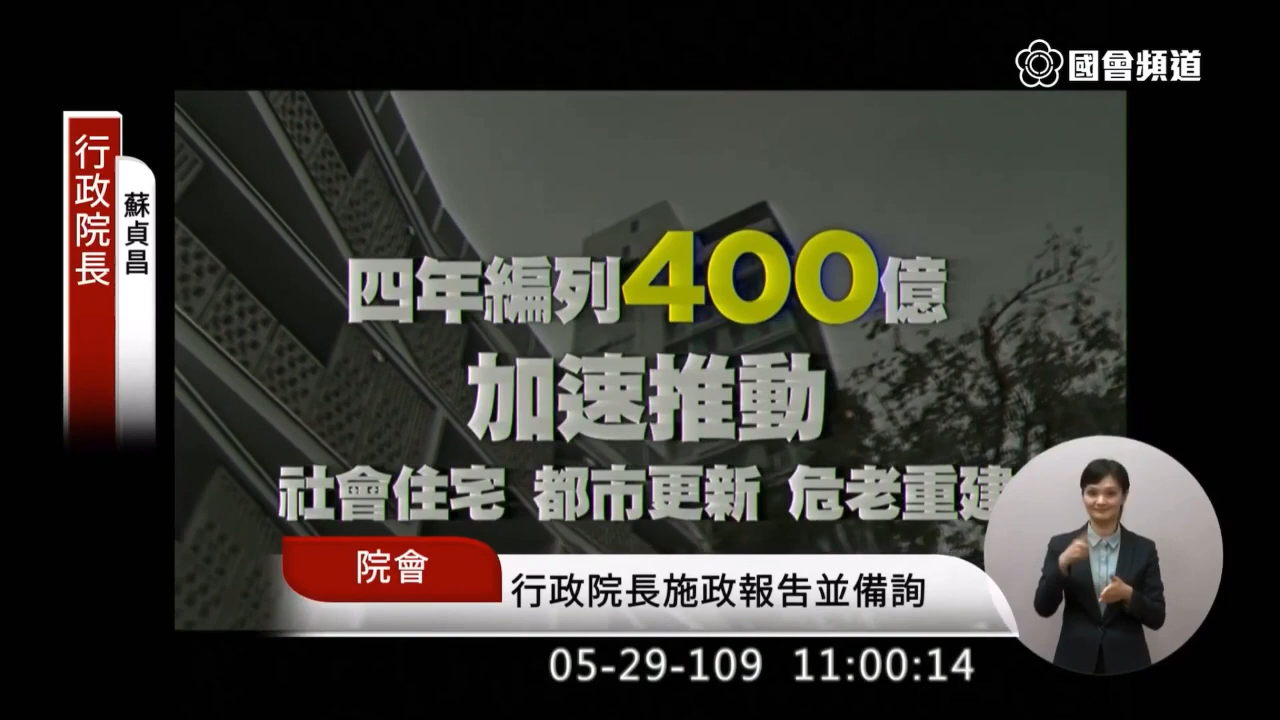 國會頻道
行政院長
蘇貞昌
四年編列400億
加速推動
社會住宅 都市更新 危老重建
院會
行政院長施政報告並備詢
05-29-109 11:00:14